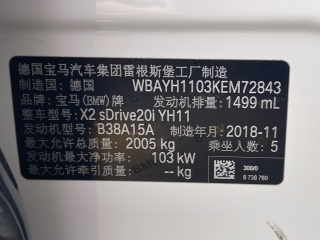 德国宝马汽车集团雷根斯堡工厂制造
制造国：德国 WBAYH1103KEM72843
品牌：宝马(BMW)牌 发动机排量：1499 mL
整车型号：X2 sDrive20i YH11
发动机型号：B38A15A 制造年月：2018-11
最大允许总质量：2005 kg 乘坐人数：5
发动机最大净功率：103 kW
最大允许牵引质量：-- kg
300/0
8 738 760